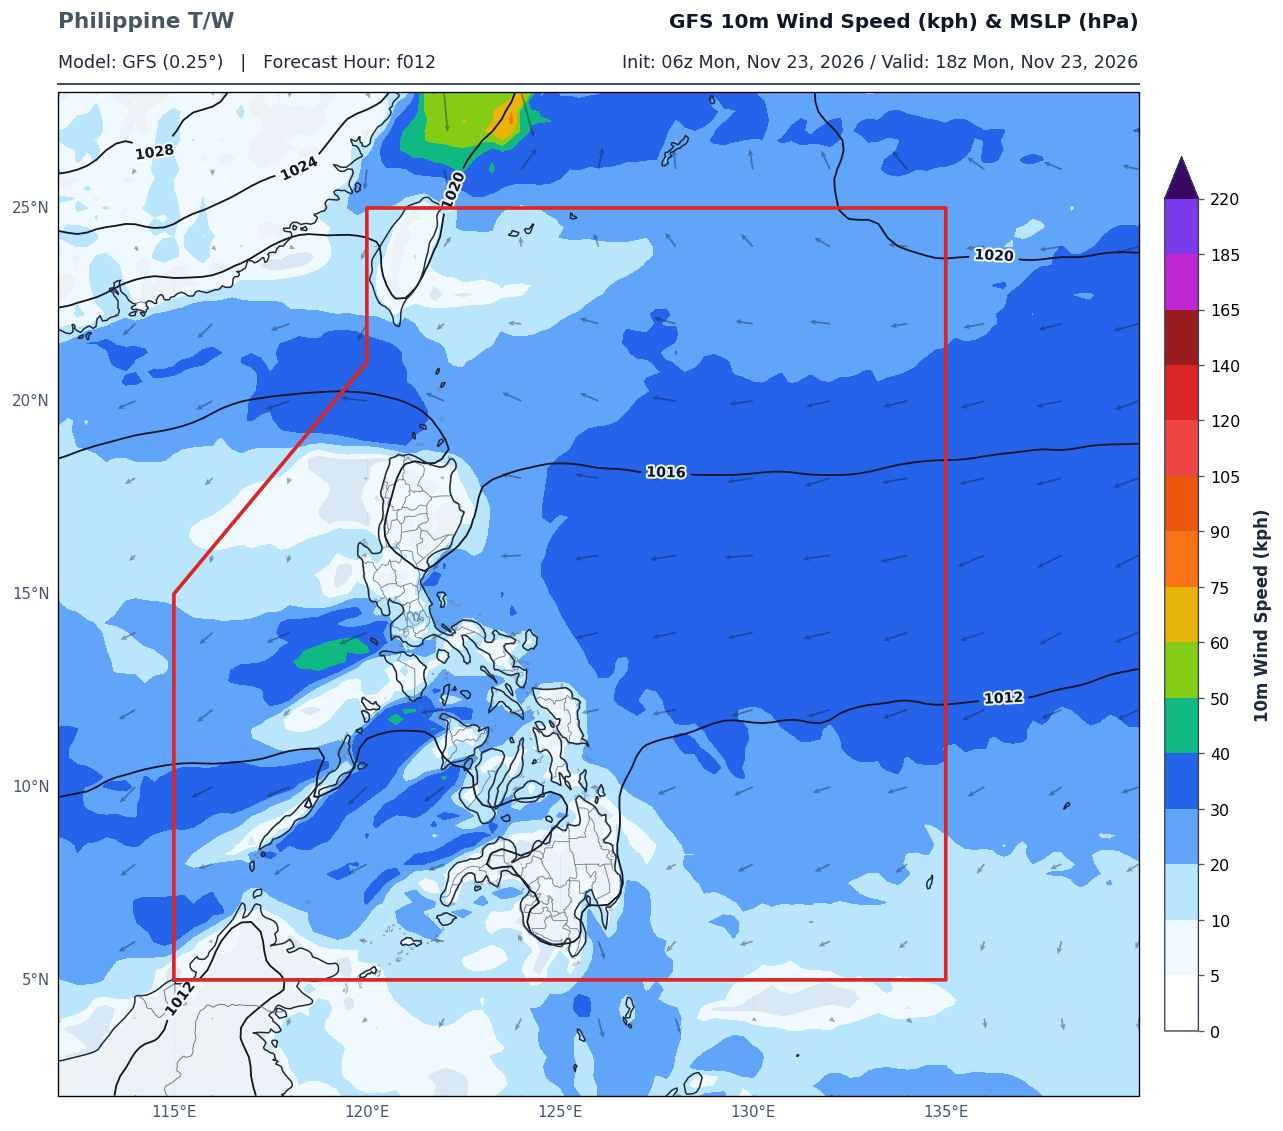 Philippine T/W
GFS 10m Wind Speed (kph) & MSLP (hPa)
Model: GFS (0.25°)   |   Forecast Hour: f012
Init: 06z Mon, Nov 23, 2026 / Valid: 18z Mon, Nov 23, 2026
1028
1024
1020
1020
1016
1012
1012
25°N
20°N
15°N
10°N
5°N
115°E
120°E
125°E
130°E
135°E
220
185
165
140
120
105
90
75
60
50
40
30
20
10
5
0
10m Wind Speed (kph)